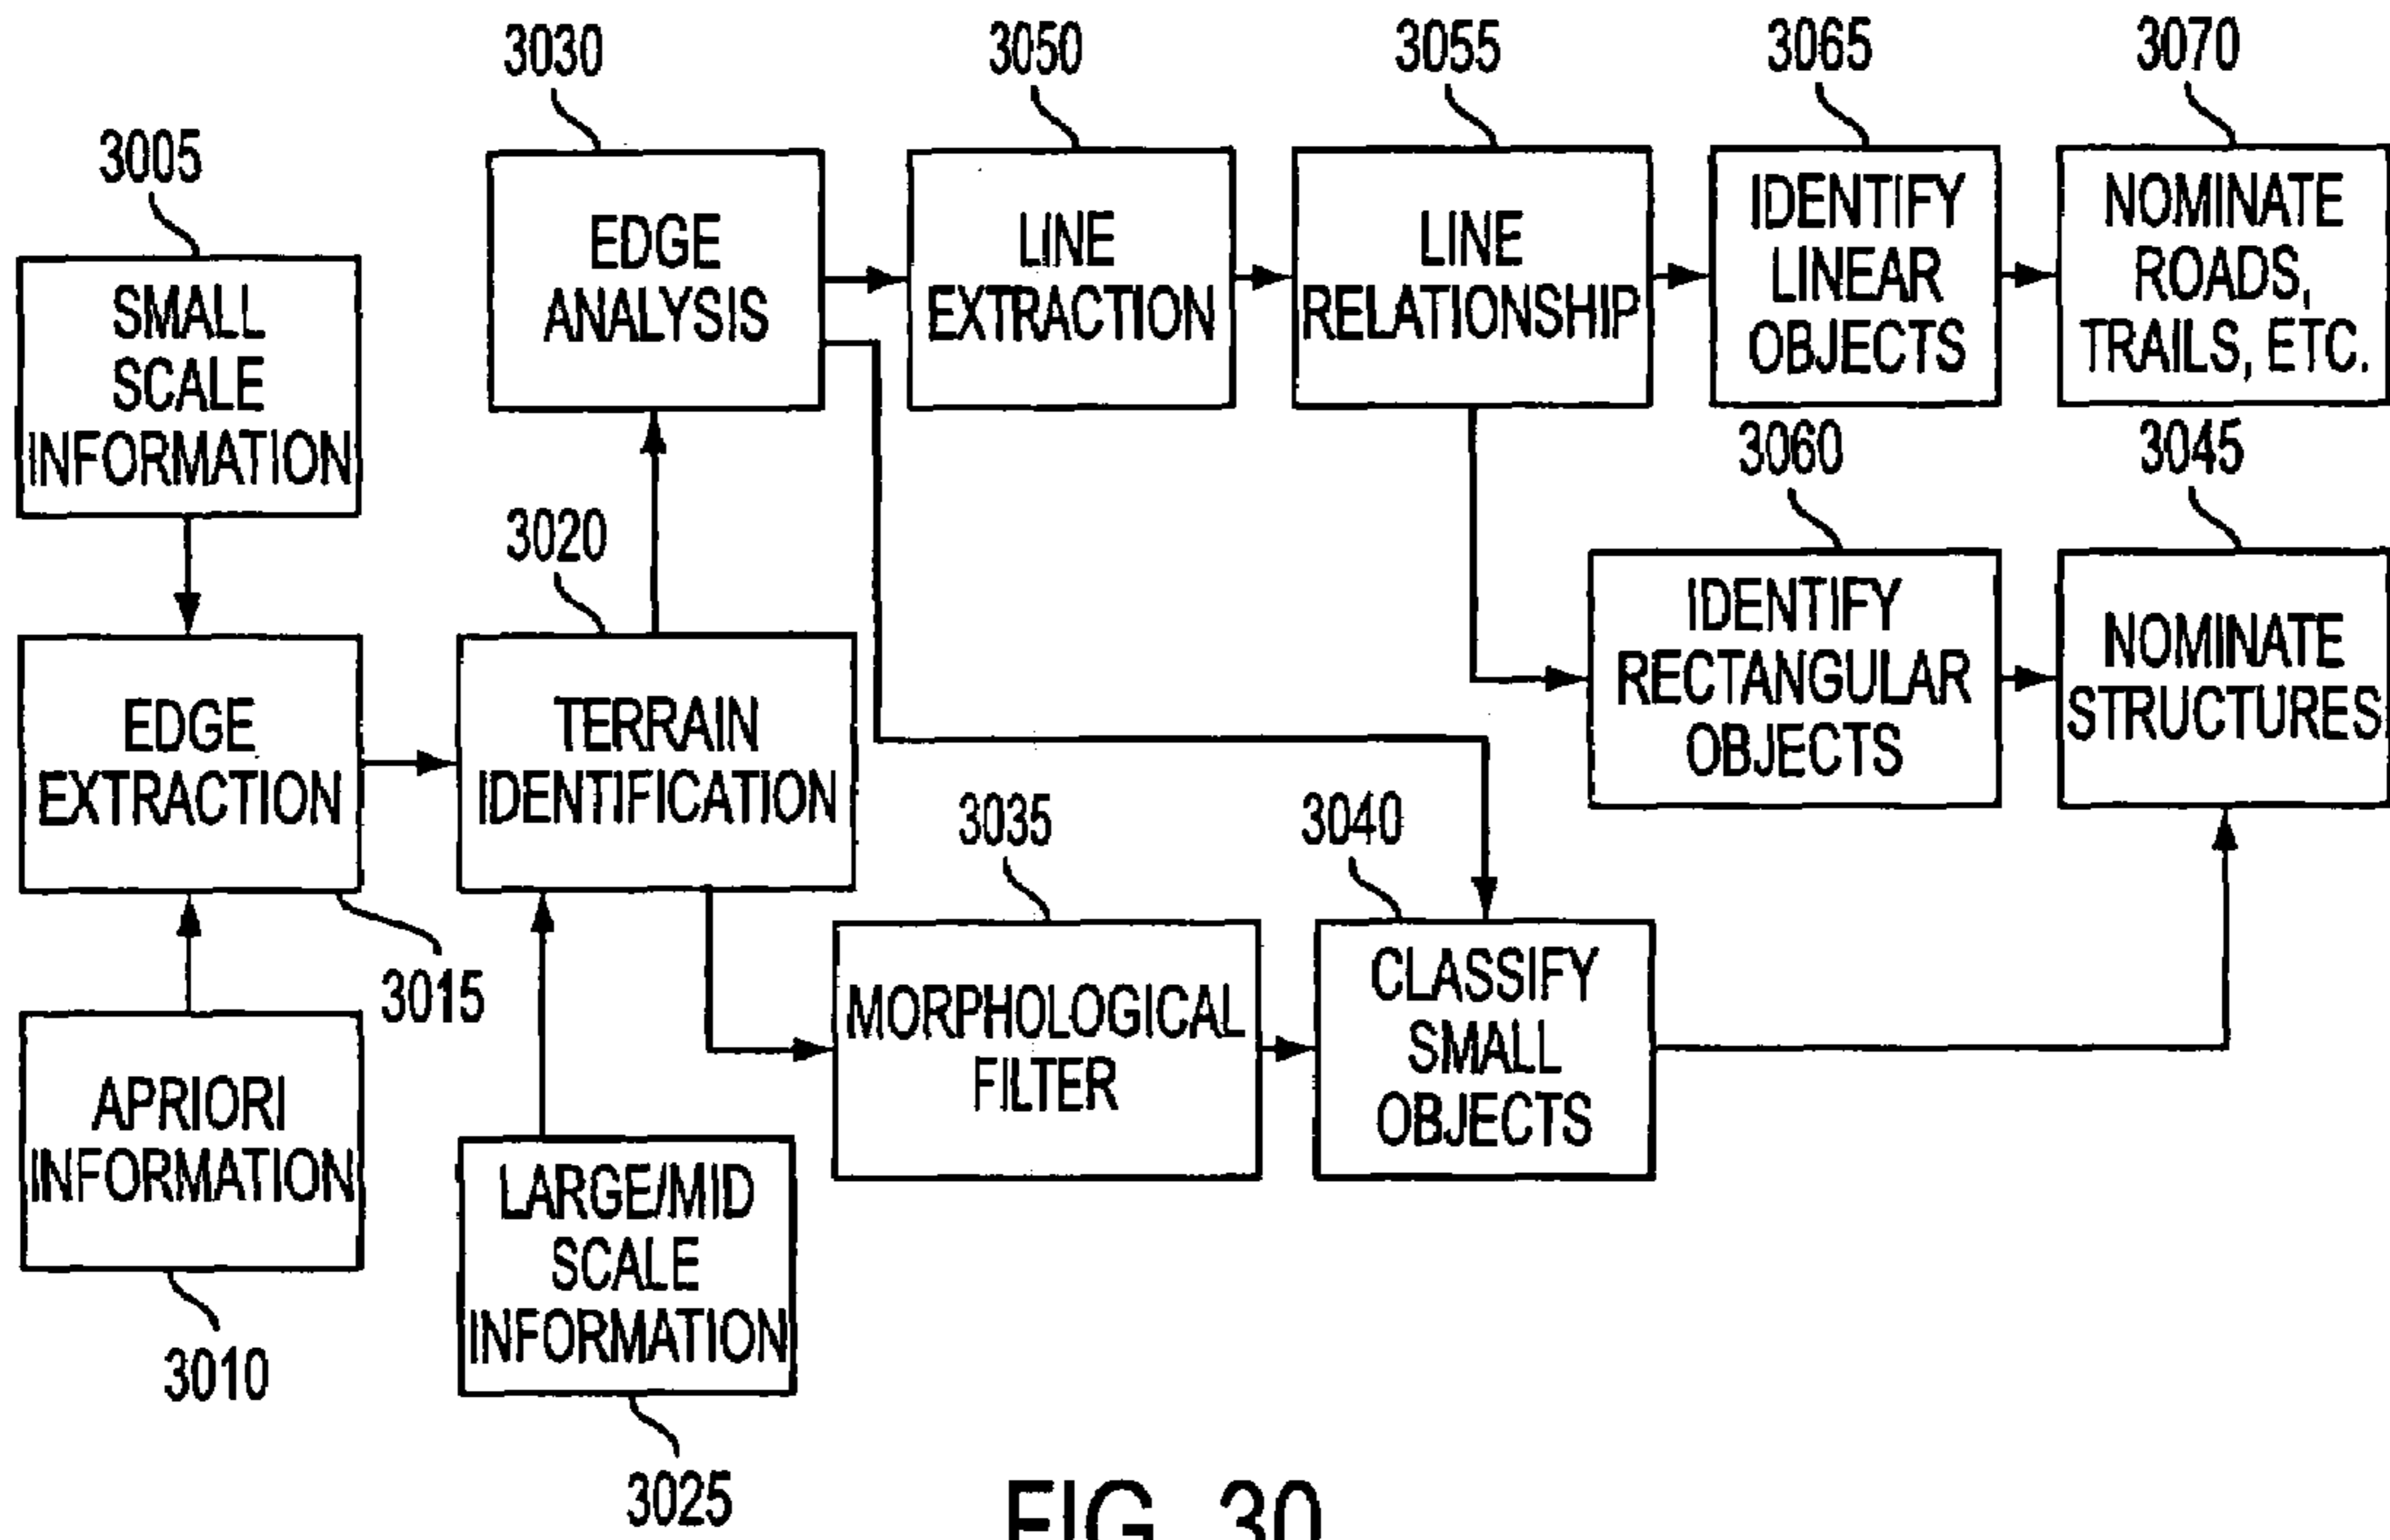 3030
3050
3055
3065
3070
3005
EDGE
ANALYSIS
LINE
EXTRACTION
LINE
RELATIONSHIP
IDENTIFY
LINEAR
OBJECTS
NOMINATE
ROADS,
TRAILS, ETC.
SMALL
SCALE
INFORMATION
3020
3060
3045
EDGE
EXTRACTION
TERRAIN
IDENTIFICATION
IDENTIFY
RECTANGULAR
OBJECTS
NOMINATE
STRUCTURES
3035
3040
3015
APRIORI
INFORMATION
MORPHOLOGICAL
FILTER
CLASSIFY
SMALL
OBJECTS
LARGE/MID
SCALE
INFORMATION
3010
3025
FIG. 30